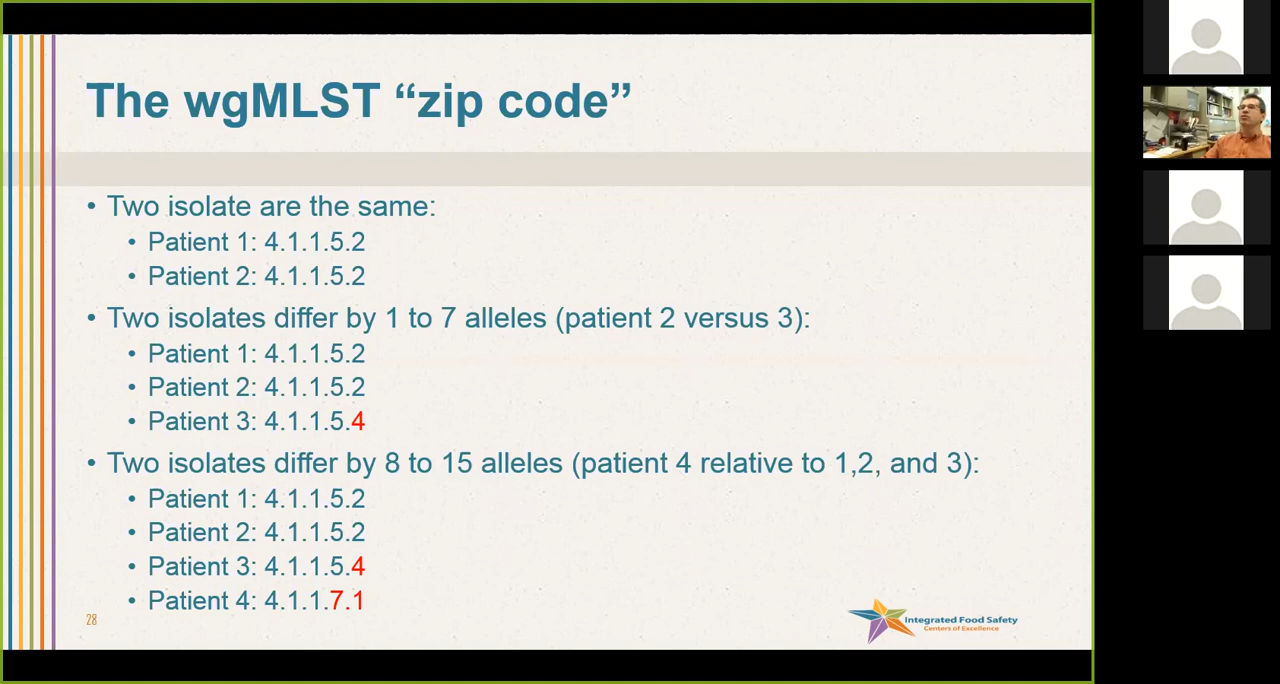 The wgMLST “zip code”
• Two isolate are the same:
• Patient 1: 4.1.1.5.2
• Patient 2: 4.1.1.5.2
• Two isolates differ by 1 to 7 alleles (patient 2 versus 3):
• Patient 1: 4.1.1.5.2
• Patient 2: 4.1.1.5.2
• Patient 3: 4.1.1.5.4
• Two isolates differ by 8 to 15 alleles (patient 4 relative to 1,2, and 3):
• Patient 1: 4.1.1.5.2
• Patient 2: 4.1.1.5.2
• Patient 3: 4.1.1.5.4
• Patient 4: 4.1.1.7.1
28
Integrated Food Safety
Centers of Excellence